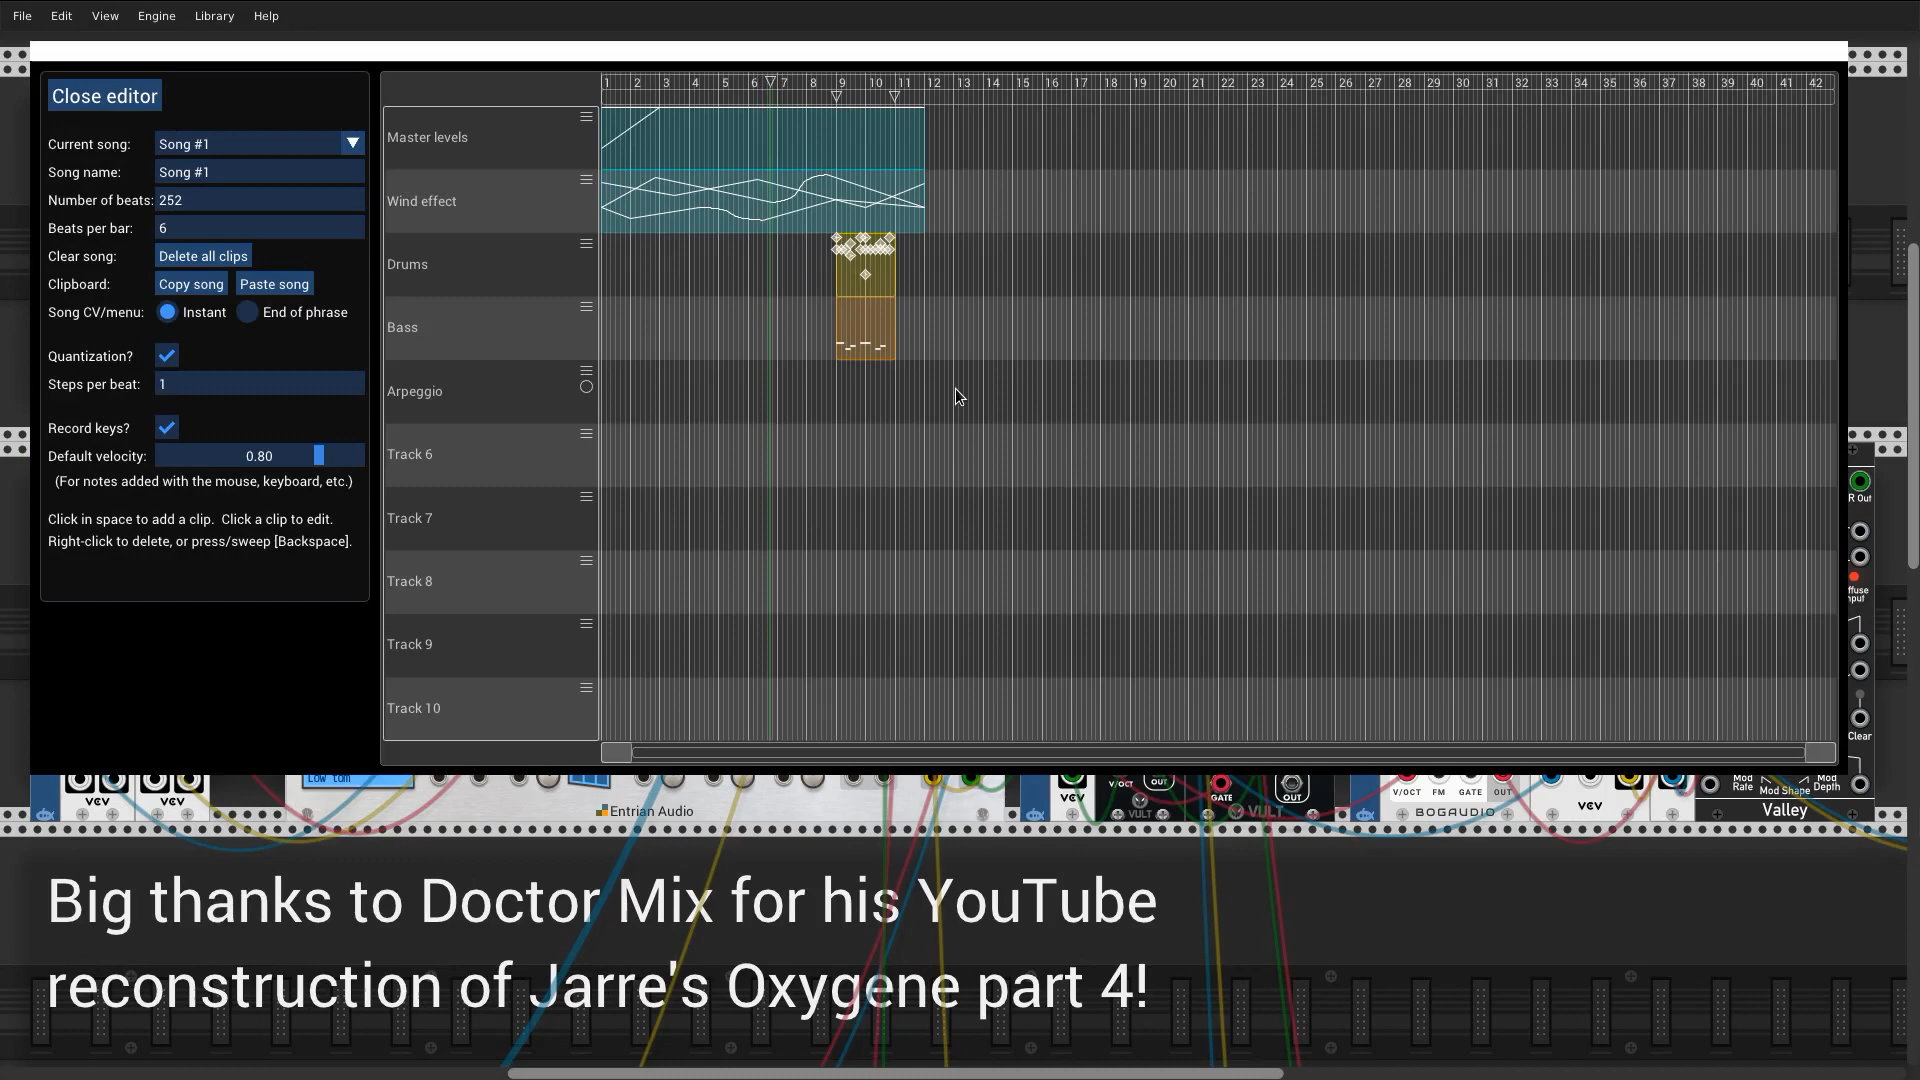 File Edit View Engine Library Help
Close editor
Current song: Song #1
Song name: Song #1
Number of beats: 252
Beats per bar: 6
Clear song: Delete all clips
Clipboard: Copy song Paste song
Song CV/menu: Instant End of phrase
Quantization?
Steps per beat: 1
Record keys?
Default velocity: 0.80
(For notes added with the mouse, keyboard, etc.)
Click in space to add a clip. Click a clip to edit.
Right-click to delete, or press/sweep [Backspace].
1 2 3 4 5 6 7 8 9 10 11 12 13 14 15 16 17 18 19 20 21 22 23 24 25 26 27 28 29 30 31 32 33 34 35 36 37 38 39 40 41 42
Master levels
Wind effect
Drums
Bass
Arpeggio
Track 6
Track 7
Track 8
Track 9
Track 10
R Out
Clear
Low tom
VCV VCV
Entrian Audio
VCV
V/OCT OUT
GATE OUT
VULT VULT
V/OCT FM GATE OUT
BOGAUDIO
VCV
Mod Rate Mod Shape Mod Depth
Valley
Big thanks to Doctor Mix for his YouTube
reconstruction of Jarre's Oxygene part 4!